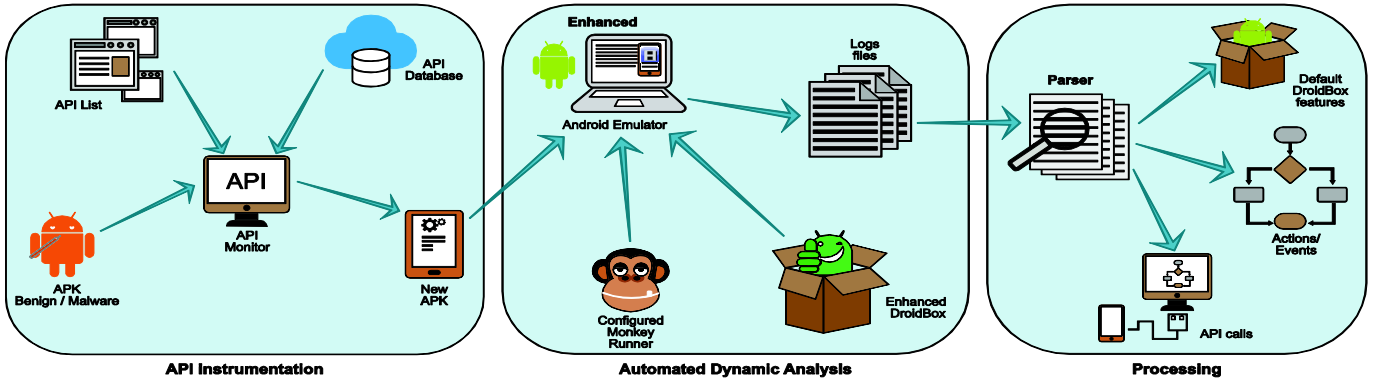 API List
API
Database
API
API
Monitor
APK
Benign / Malware
New
APK
API Instrumentation
Enhanced
Android Emulator
Logs
files
Configured
Monkey
Runner
Enhanced
DroidBox
Automated Dynamic Analysis
Parser
Default
DroidBox
features
Actions/
Events
API calls
Processing